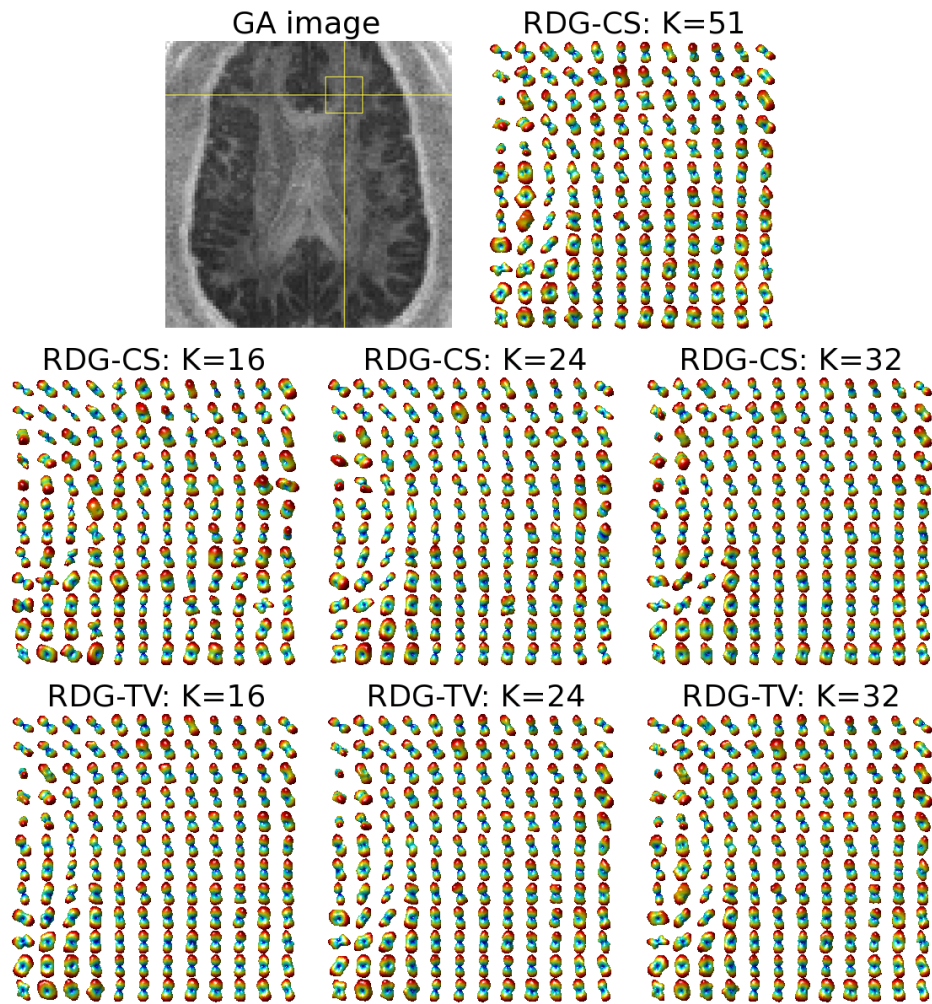 GA image
RDG-CS: K=51
RDG-CS: K=16
RDG-CS: K=24
RDG-CS: K=32
RDG-TV: K=16
RDG-TV: K=24
RDG-TV: K=32